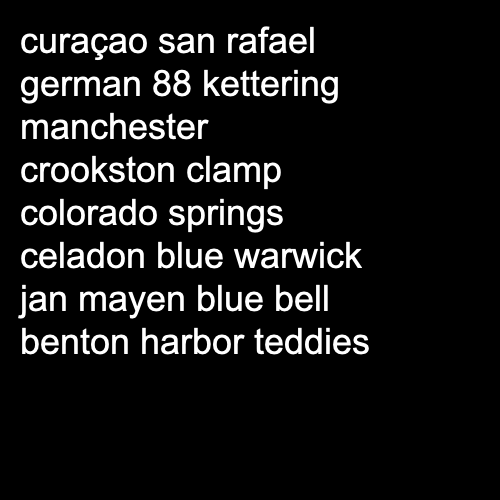 curaçao san rafael
german 88 kettering
manchester
crookston clamp
colorado springs
celadon blue warwick
jan mayen blue bell
benton harbor teddies